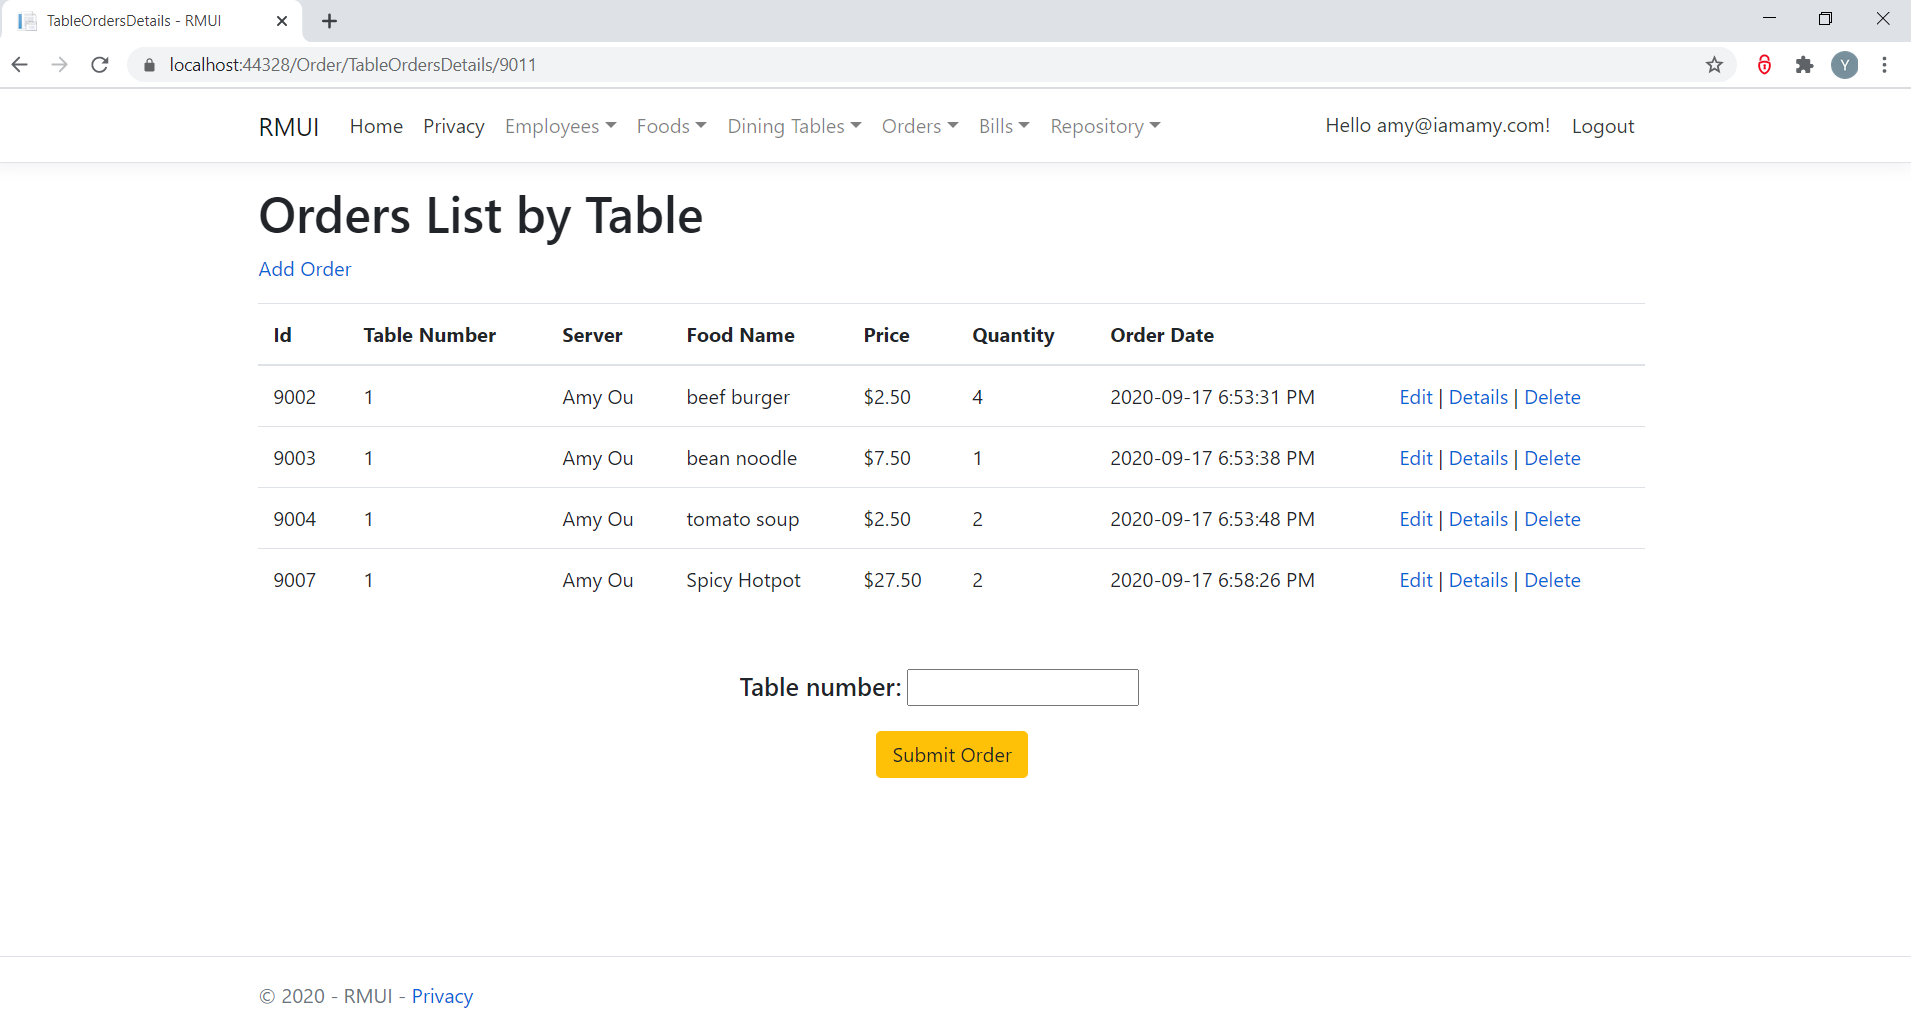 TableOrdersDetails - RMUI
localhost:44328/Order/TableOrdersDetails/9011
Y
RMUI Home Privacy Employees Foods Dining Tables Orders Bills Repository Hello amy@iamamy.com! Logout
Orders List by Table
Add Order
Id Table Number Server Food Name Price Quantity Order Date
9002 1 Amy Ou beef burger $2.50 4 2020-09-17 6:53:31 PM Edit | Details | Delete
9003 1 Amy Ou bean noodle $7.50 1 2020-09-17 6:53:38 PM Edit | Details | Delete
9004 1 Amy Ou tomato soup $2.50 2 2020-09-17 6:53:48 PM Edit | Details | Delete
9007 1 Amy Ou Spicy Hotpot $27.50 2 2020-09-17 6:58:26 PM Edit | Details | Delete
Table number:
Submit Order
© 2020 - RMUI - Privacy